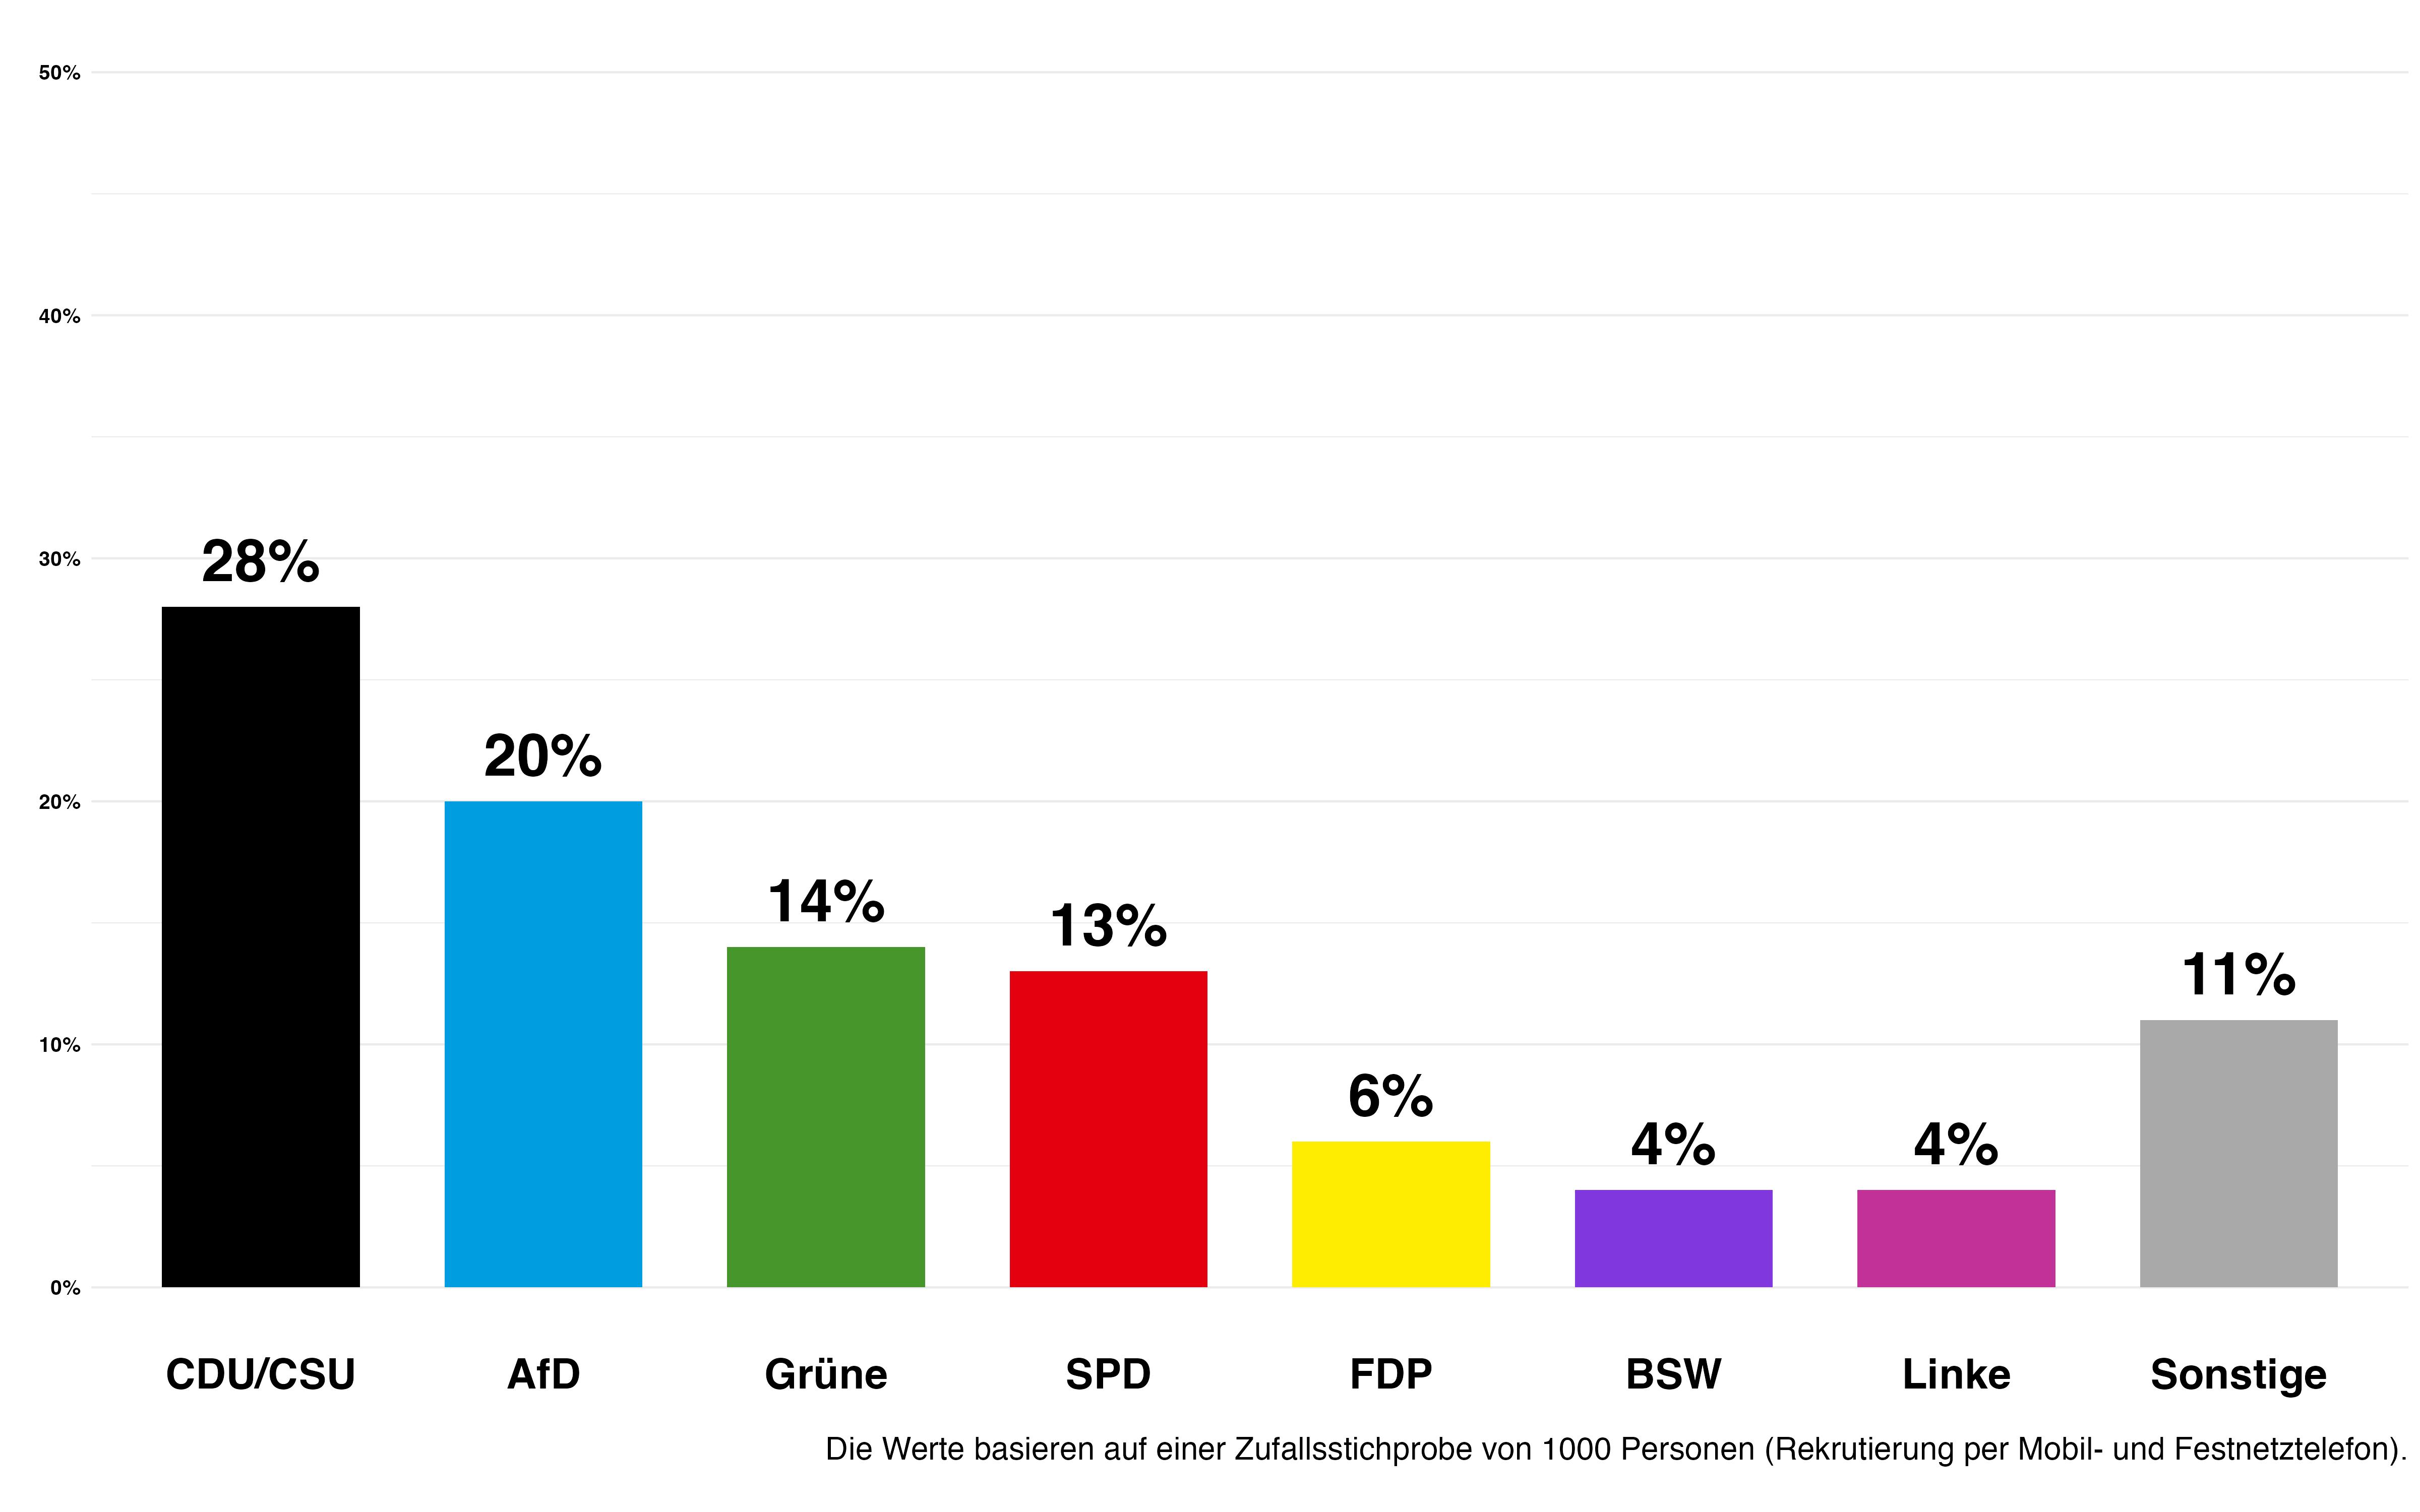 50%
40%
30%
20%
10%
0%
28%
20%
14%
13%
6%
4%
4%
11%
CDU/CSU
AfD
Grüne
SPD
FDP
BSW
Linke
Sonstige
Die Werte basieren auf einer Zufallsstichprobe von 1000 Personen (Rekrutierung per Mobil- und Festnetztelefon).